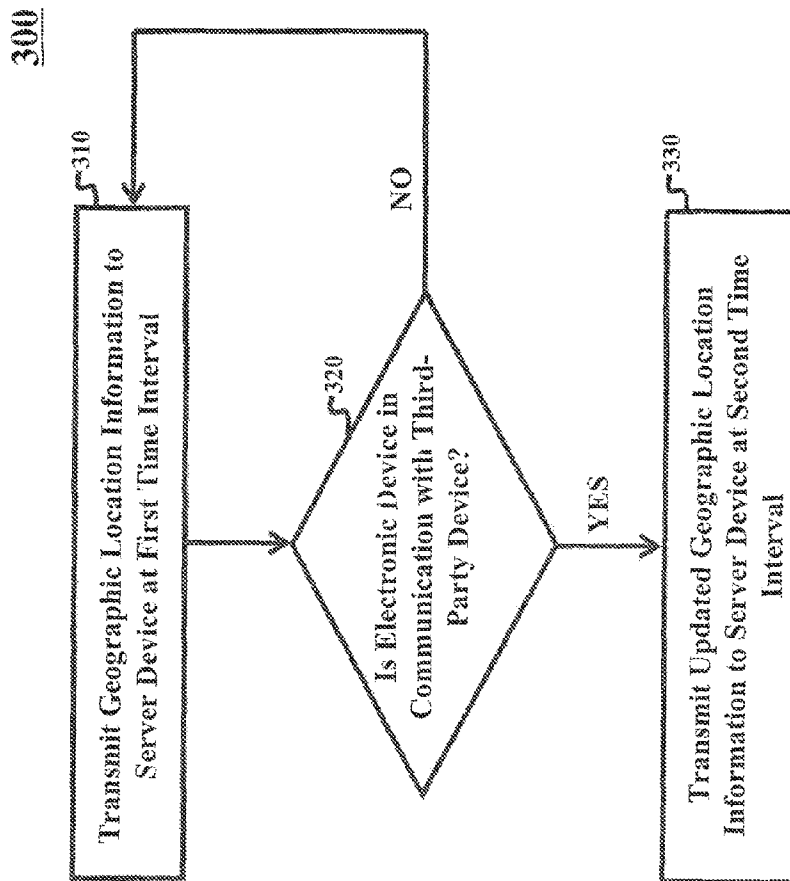 300
310
Transmit Geographic Location Information to
Server Device at First Time Interval
320
Is Electronic Device in
Communication with Third-
Party Device?
NO
YES
330
Transmit Updated Geographic Location
Information to Server Device at Second Time
Interval